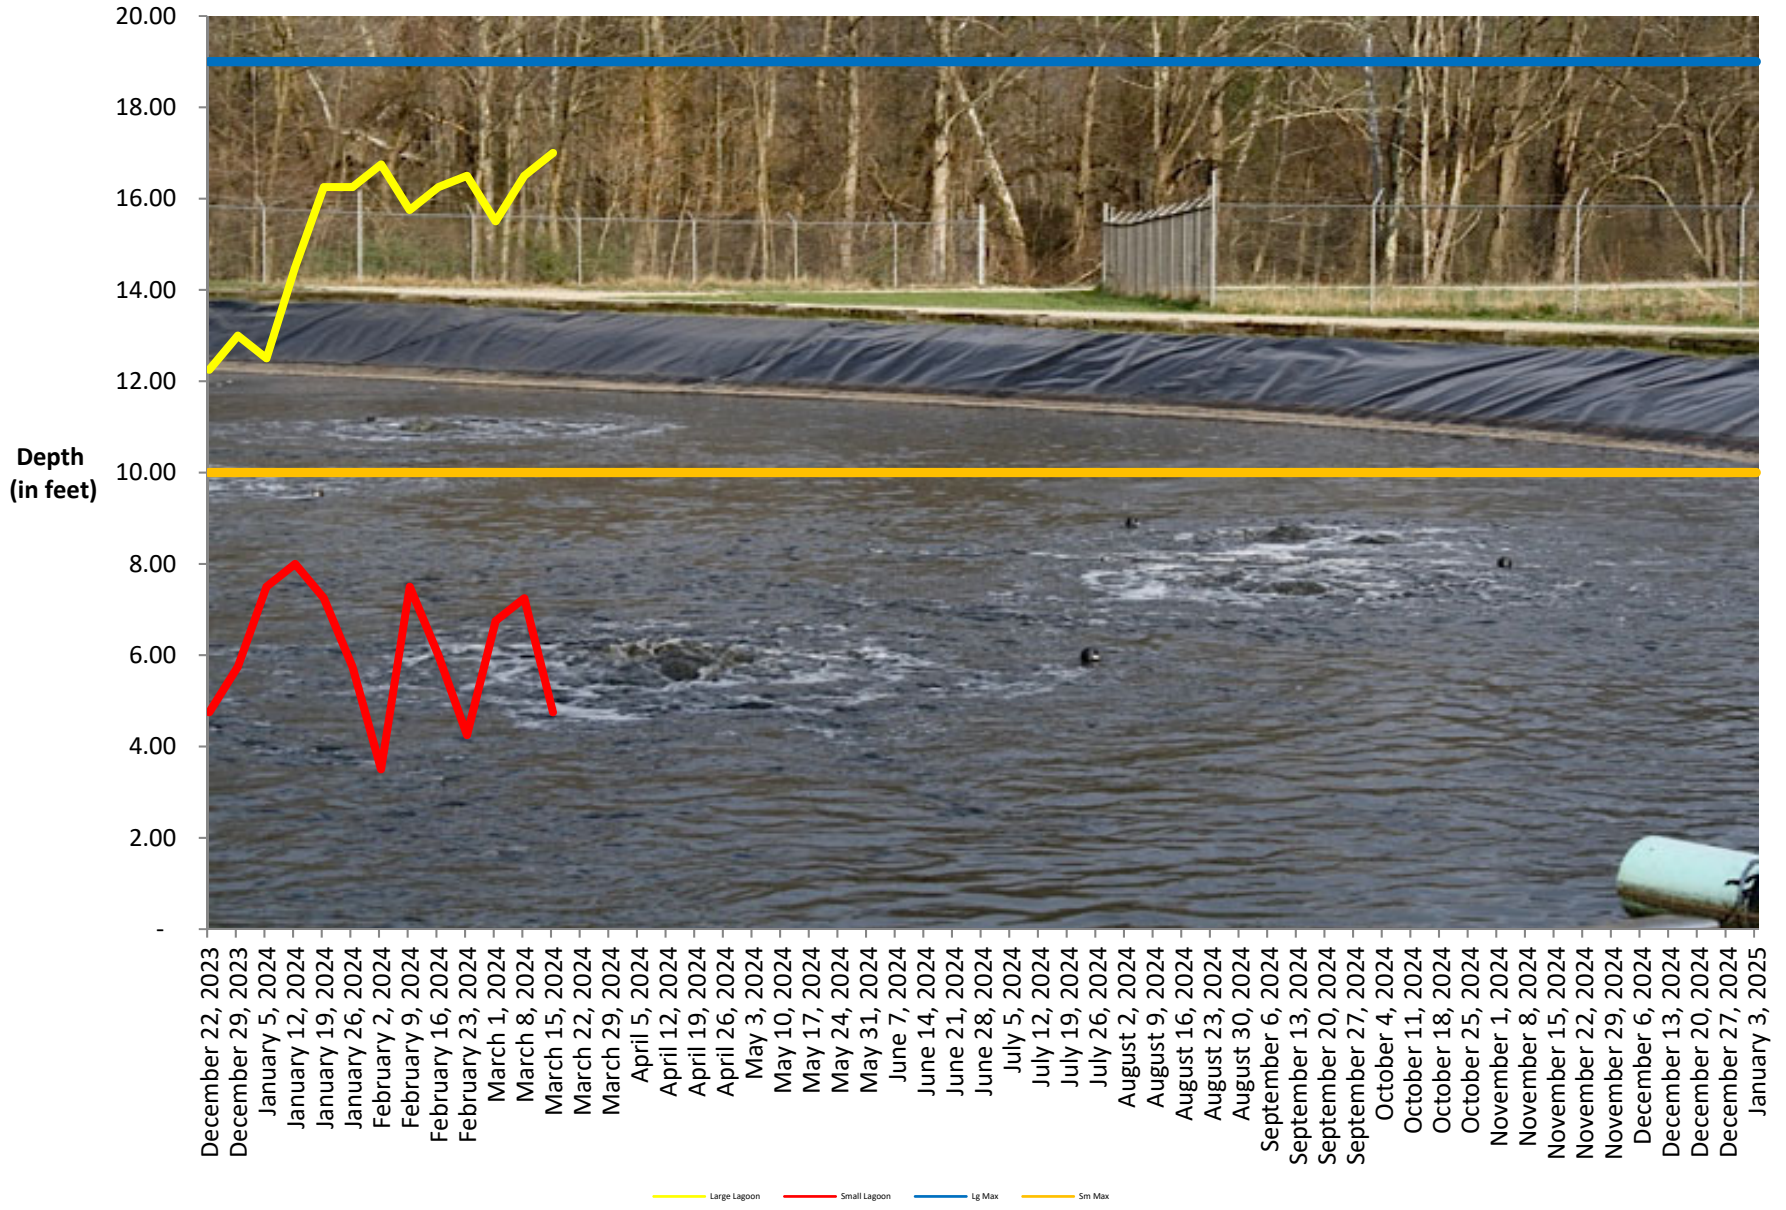 20.00
18.00
16.00
14.00
12.00
Depth
(in feet)
10.00
8.00
6.00
4.00
2.00
-
December 22, 2023
December 29, 2023
January 5, 2024
January 12, 2024
January 19, 2024
January 26, 2024
February 2, 2024
February 9, 2024
February 16, 2024
February 23, 2024
March 1, 2024
March 8, 2024
March 15, 2024
March 22, 2024
March 29, 2024
April 5, 2024
April 12, 2024
April 19, 2024
April 26, 2024
May 3, 2024
May 10, 2024
May 17, 2024
May 24, 2024
May 31, 2024
June 7, 2024
June 14, 2024
June 21, 2024
June 28, 2024
July 5, 2024
July 12, 2024
July 19, 2024
July 26, 2024
August 2, 2024
August 9, 2024
August 16, 2024
August 23, 2024
August 30, 2024
September 6, 2024
September 13, 2024
September 20, 2024
September 27, 2024
October 4, 2024
October 11, 2024
October 18, 2024
October 25, 2024
November 1, 2024
November 8, 2024
November 15, 2024
November 22, 2024
November 29, 2024
December 6, 2024
December 13, 2024
December 20, 2024
December 27, 2024
January 3, 2025
Large Lagoon
Small Lagoon
Lg Max
Sm Max